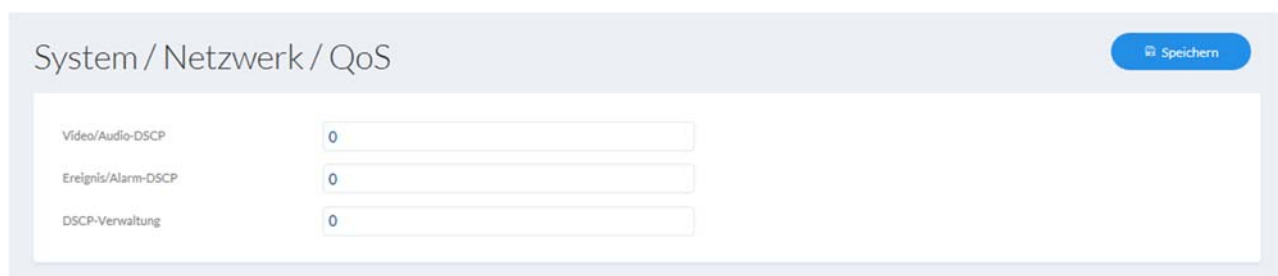 System / Netzwerk / QoS
Speichern
Video/Audio-DSCP 0
Ereignis/Alarm-DSCP 0
DSCP-Verwaltung 0